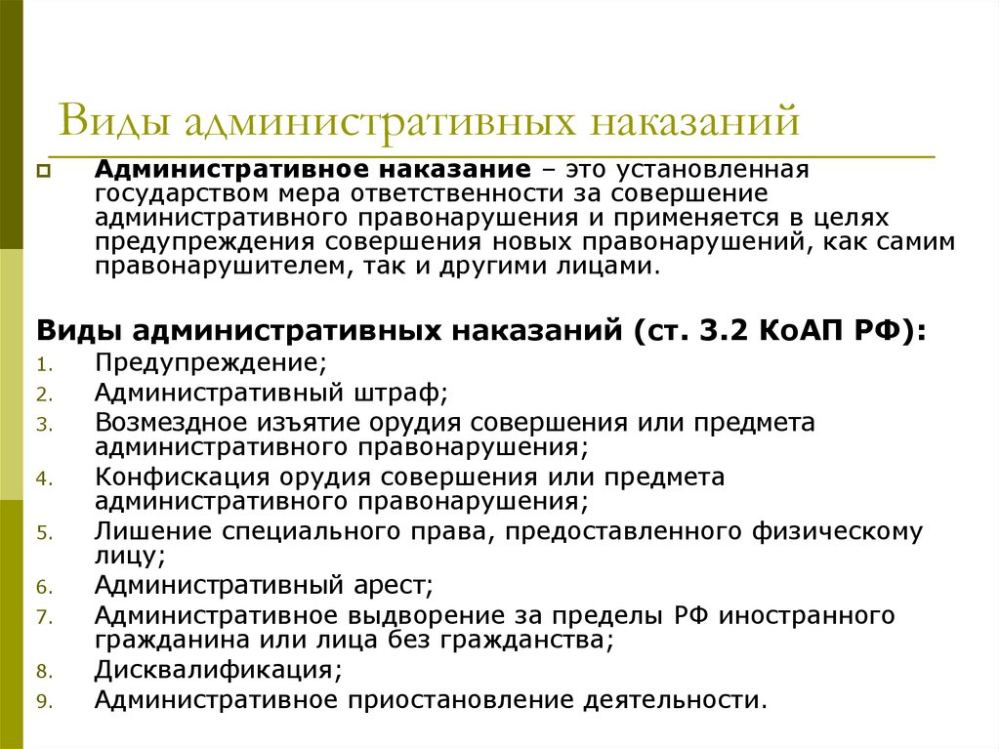 Виды административных наказаний
Административное наказание – это установленная
государством мера ответственности за совершение
административного правонарушения и применяется в целях
предупреждения совершения новых правонарушений, как самим
правонарушителем, так и другими лицами.
Виды административных наказаний (ст. 3.2 КоАП РФ):
1. Предупреждение;
2. Административный штраф;
3. Возмездное изъятие орудия совершения или предмета
административного правонарушения;
4. Конфискация орудия совершения или предмета
административного правонарушения;
5. Лишение специального права, предоставленного физическому
лицу;
6. Административный арест;
7. Административное выдворение за пределы РФ иностранного
гражданина или лица без гражданства;
8. Дисквалификация;
9. Административное приостановление деятельности.